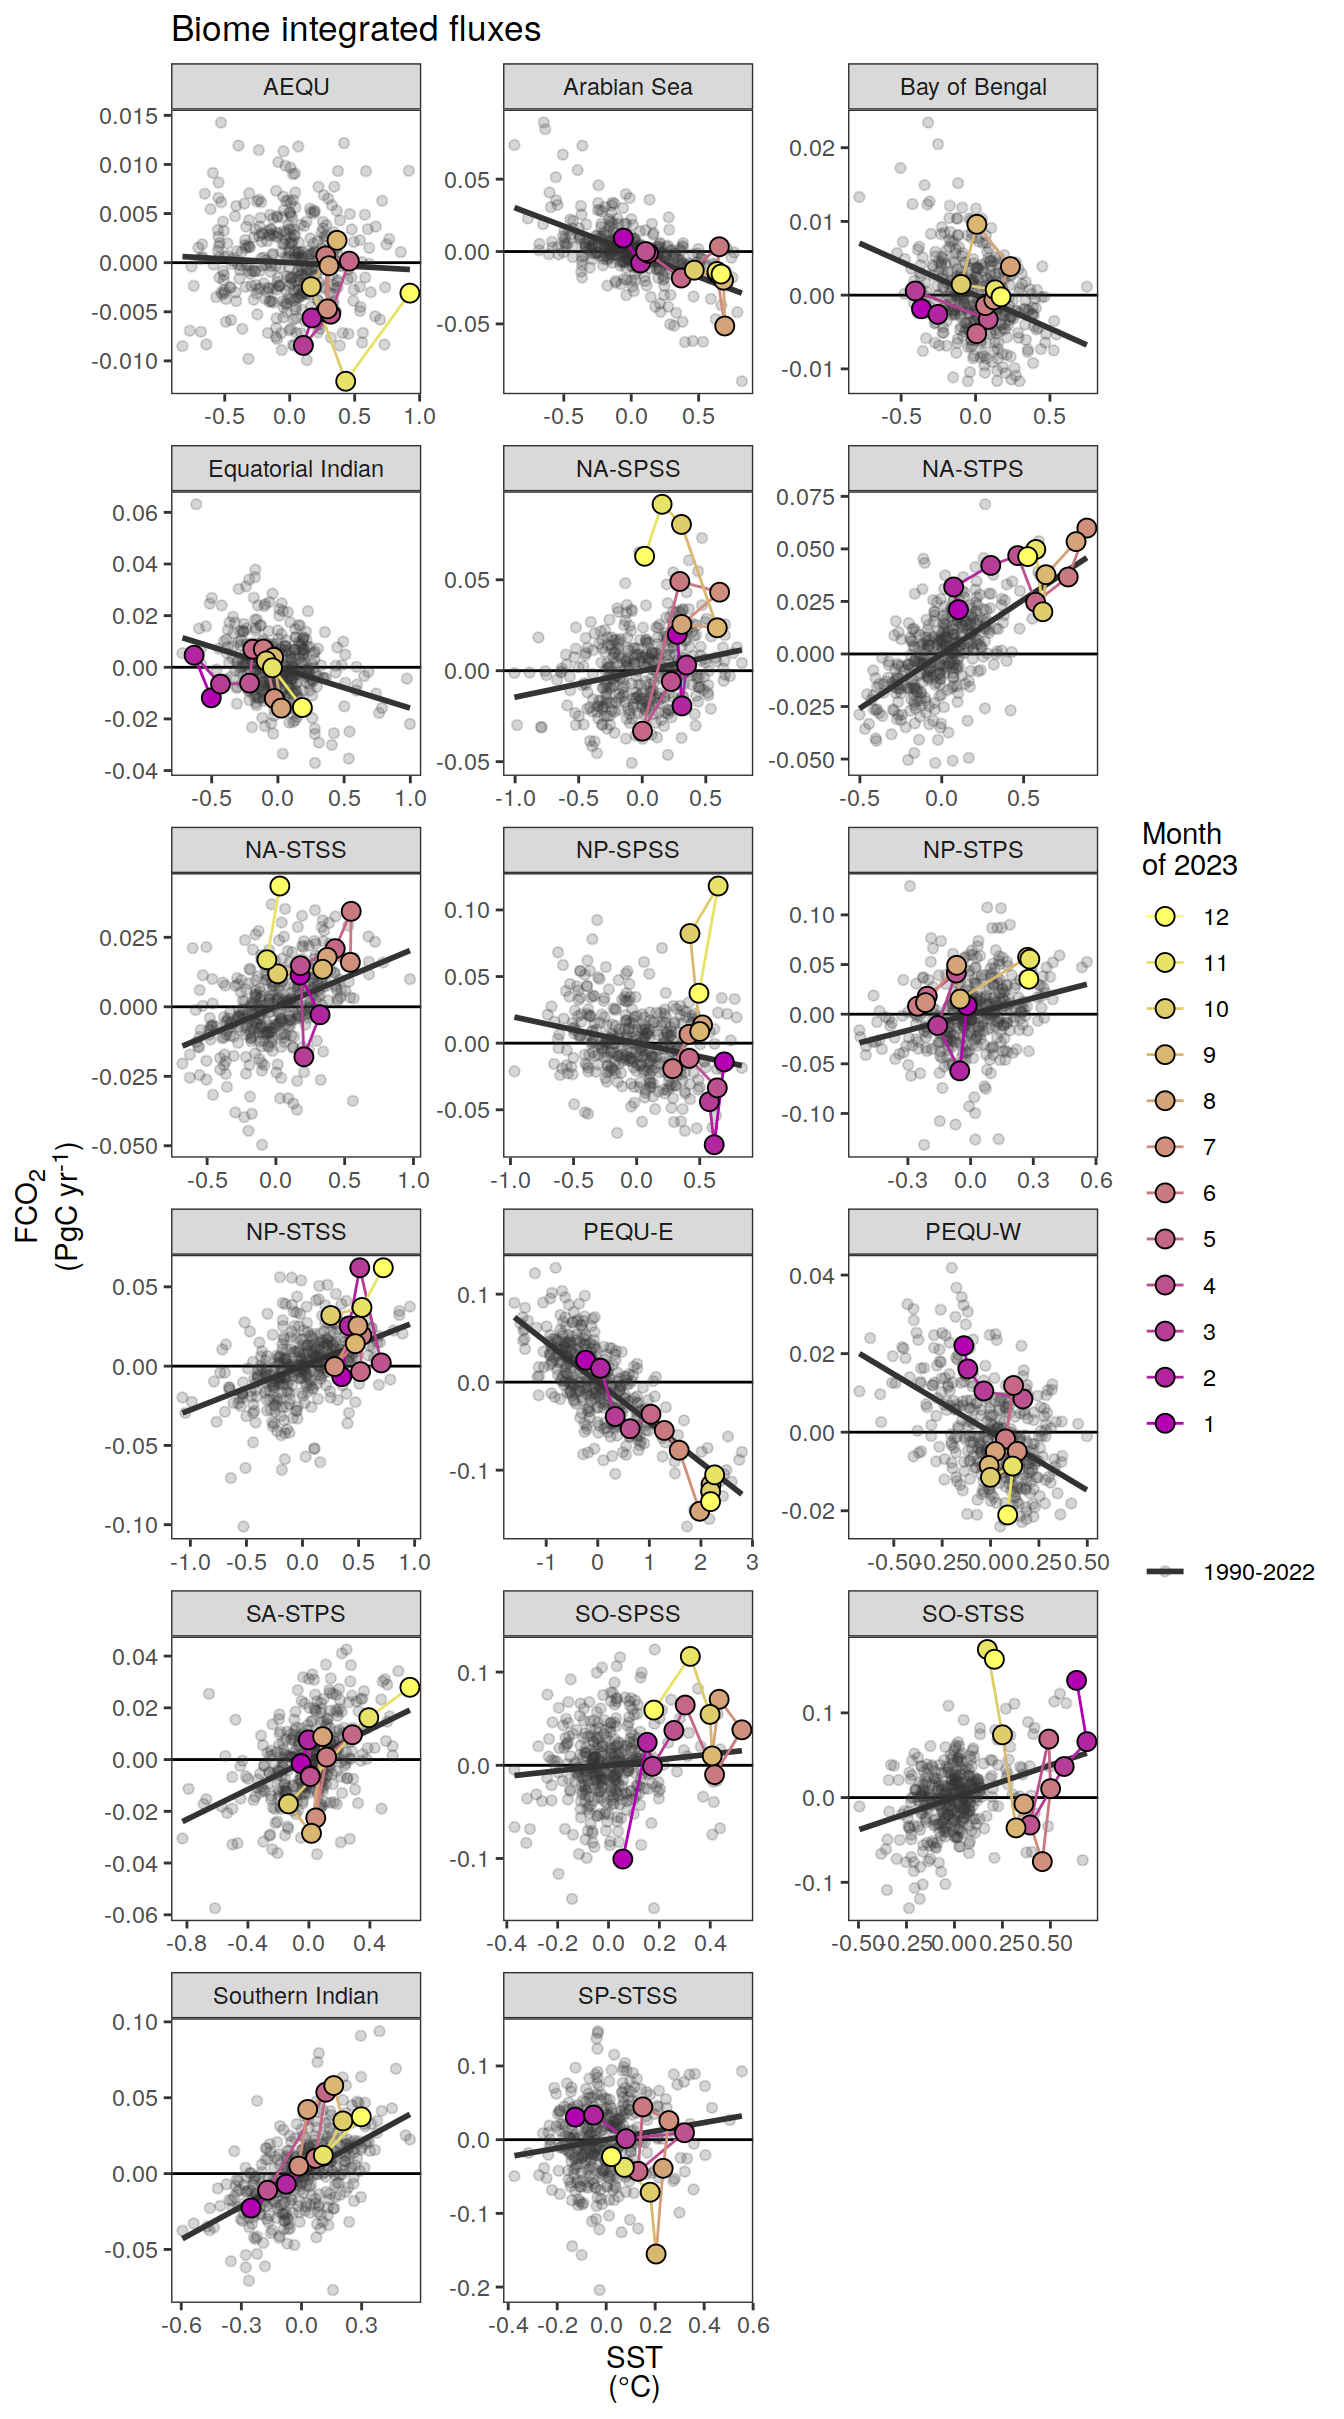 Biome integrated fluxes
AEQU
Arabian Sea
Bay of Bengal
0.015
0.010
0.005
0.000
-0.005
-0.010
-0.5 0.0 0.5 1.0
0.05
0.00
-0.05
-0.5 0.0 0.5
0.02
0.01
0.00
-0.01
-0.5 0.0 0.5
Equatorial Indian
NA-SPSS
NA-STPS
0.06
0.04
0.02
0.00
-0.02
-0.04
-0.5 0.0 0.5 1.0
0.05
0.00
-0.05
-1.0 -0.5 0.0 0.5
0.075
0.050
0.025
0.000
-0.025
-0.050
-0.5 0.0 0.5
NA-STSS
NP-SPSS
NP-STPS
0.025
0.000
-0.025
-0.050
-0.5 0.0 0.5 1.0
0.10
0.05
0.00
-0.05
-1.0 -0.5 0.0 0.5
0.10
0.05
0.00
-0.05
-0.10
-0.3 0.0 0.3 0.6
NP-STSS
PEQU-E
PEQU-W
0.05
0.00
-0.05
-0.10
-1.0 -0.5 0.0 0.5 1.0
0.1
0.0
-0.1
-1 0 1 2 3
0.04
0.02
0.00
-0.02
-0.50 -0.25 0.00 0.25 0.50
SA-STPS
SO-SPSS
SO-STSS
0.04
0.02
0.00
-0.02
-0.04
-0.06
-0.8 -0.4 0.0 0.4
0.1
0.0
-0.1
-0.4 -0.2 0.0 0.2 0.4
0.1
0.0
-0.1
-0.50 -0.25 0.00 0.25 0.50
Southern Indian
SP-STSS
0.10
0.05
0.00
-0.05
-0.6 -0.3 0.0 0.3
0.1
0.0
-0.1
-0.2
-0.4 -0.2 0.0 0.2 0.4 0.6
FCO2
(PgC yr-1)
SST
(°C)
Month
of 2023
12
11
10
9
8
7
6
5
4
3
2
1
1990-2022